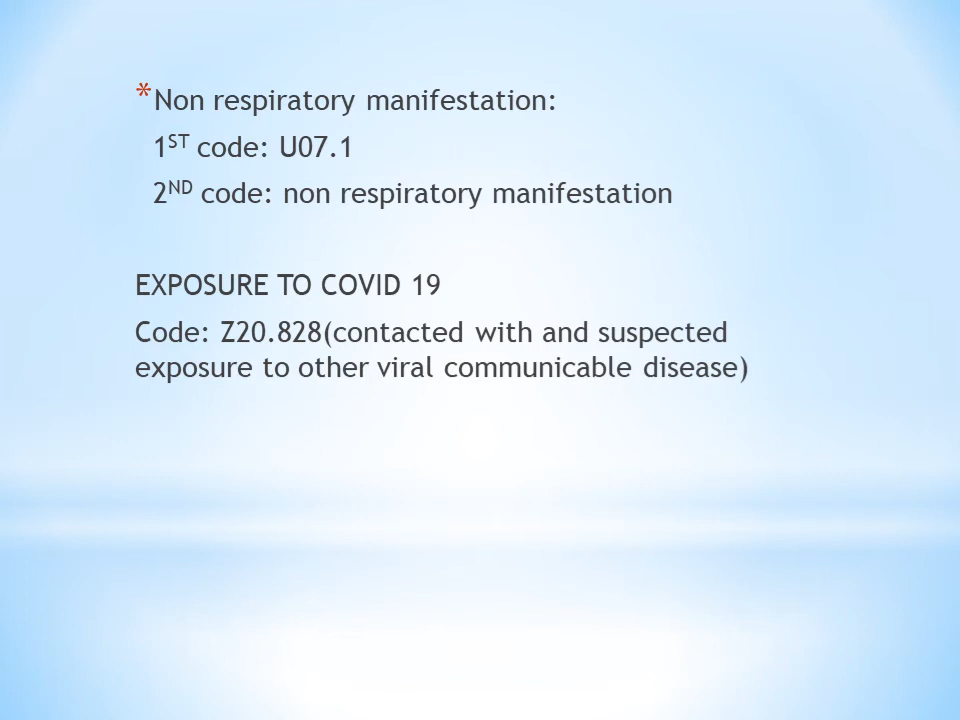 *Non respiratory manifestation:
1ST code: U07.1
2ND code: non respiratory manifestation
EXPOSURE TO COVID 19
Code: Z20.828(contacted with and suspected
exposure to other viral communicable disease)